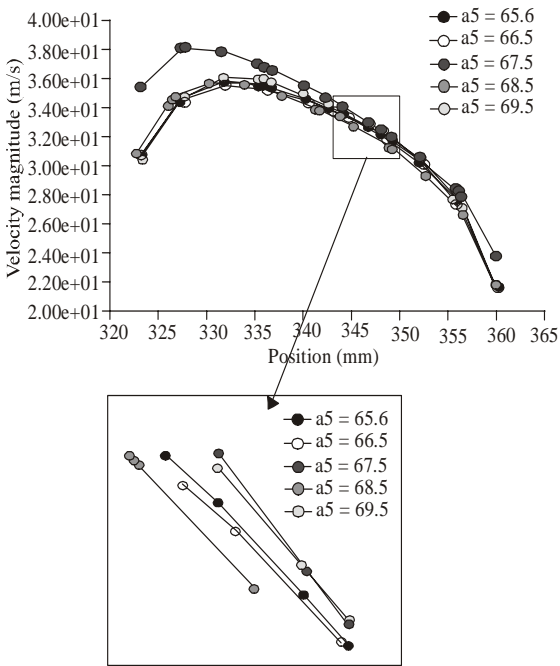 4.00e+01
3.80e+01
3.60e+01
3.40e+01
3.20e+01
3.00e+01
2.80e+01
2.60e+01
2.40e+01
2.20e+01
2.00e+01
Velocity magnitude (m/s)
a5 = 65.6
a5 = 66.5
a5 = 67.5
a5 = 68.5
a5 = 69.5
320 325 330 335 340 345 350 355 360 365
Position (mm)
a5 = 65.6
a5 = 66.5
a5 = 67.5
a5 = 68.5
a5 = 69.5